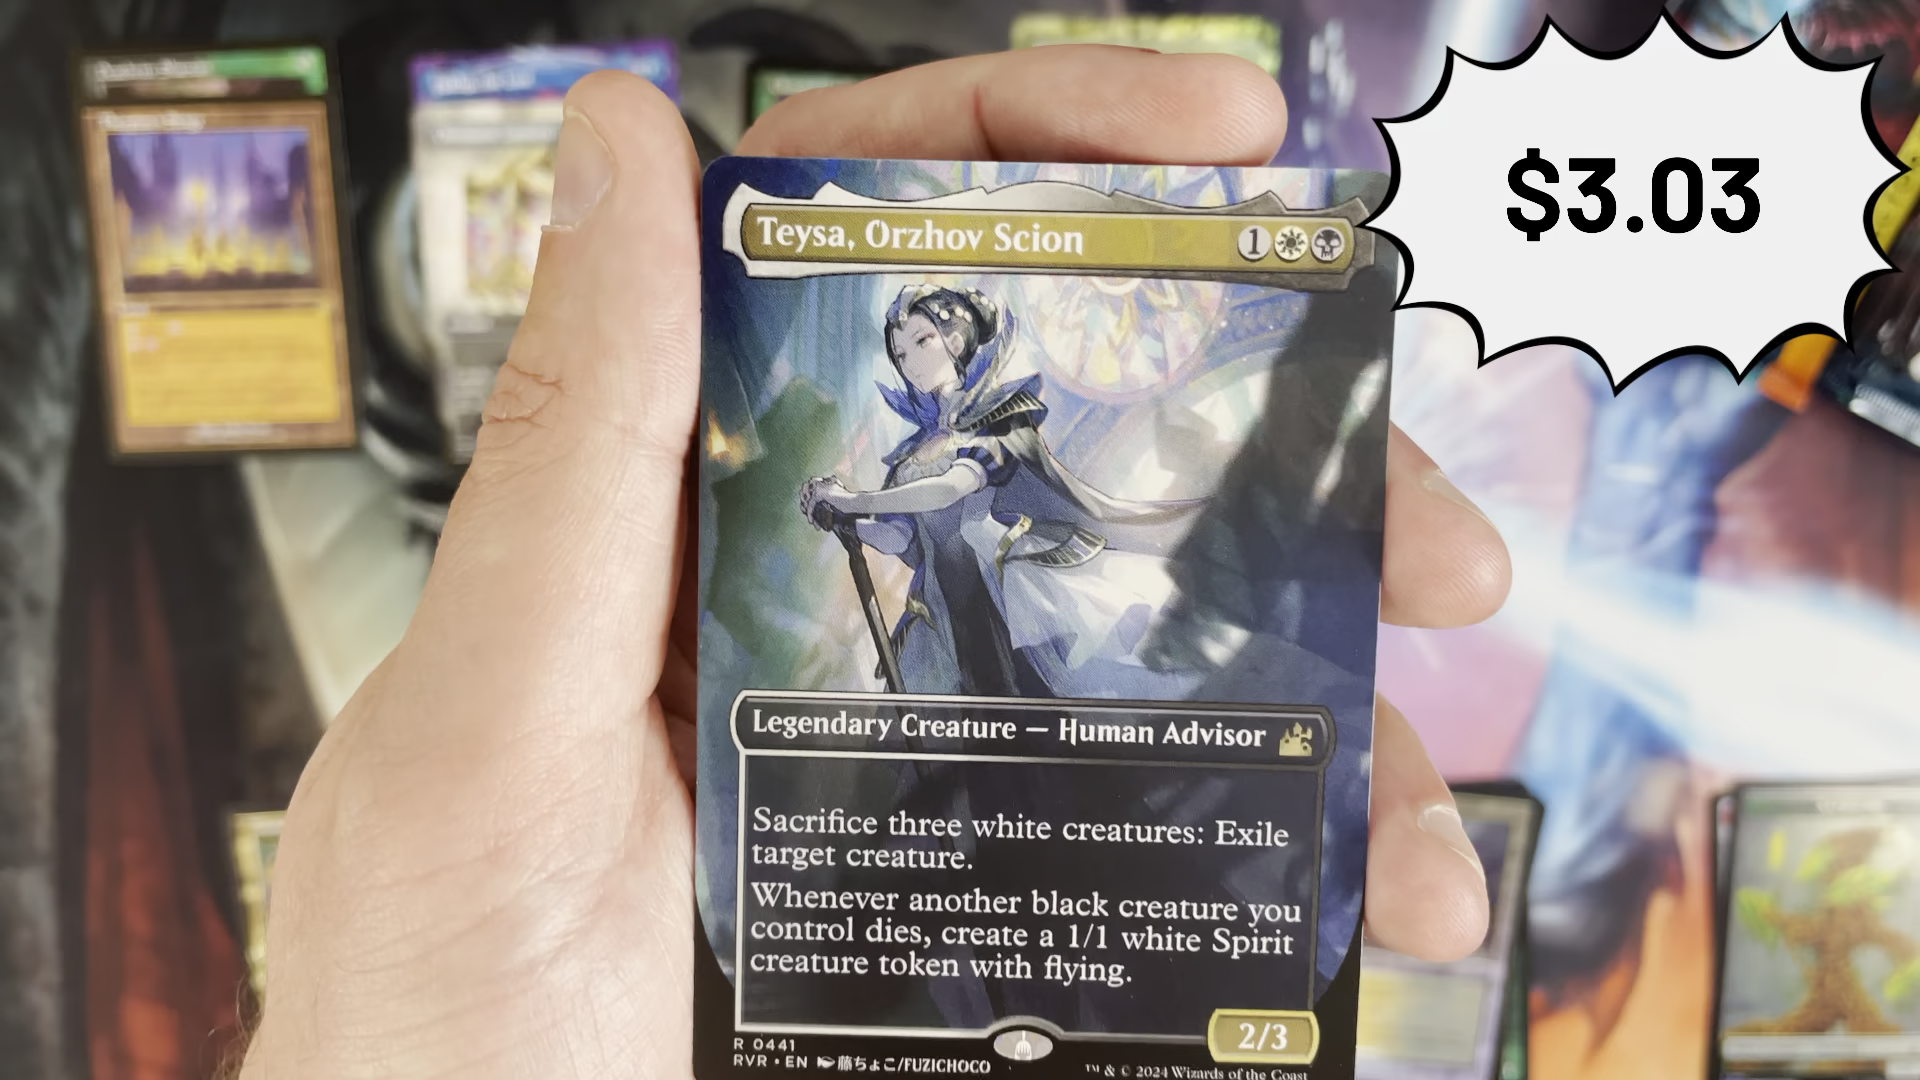 $3.03
Teysa, Orzhov Scion 1
Legendary Creature — Human Advisor
Sacrifice three white creatures: Exile
target creature.
Whenever another black creature you
control dies, create a 1/1 white Spirit
creature token with flying.
2/3
R 0441
RVR • EN 藤ちょこ/FUZICHOCO
™ & © 2024 Wizards of the Coast